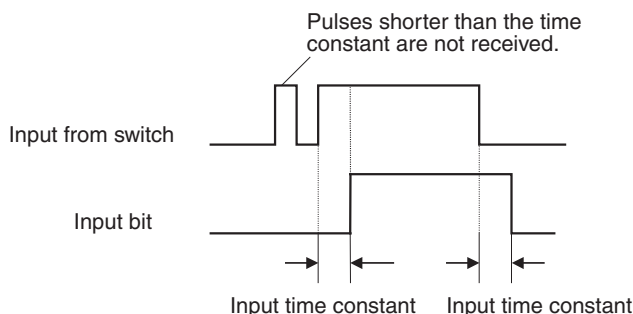 Pulses shorter than the time
constant are not received.
Input from switch
Input bit
Input time constant
Input time constant